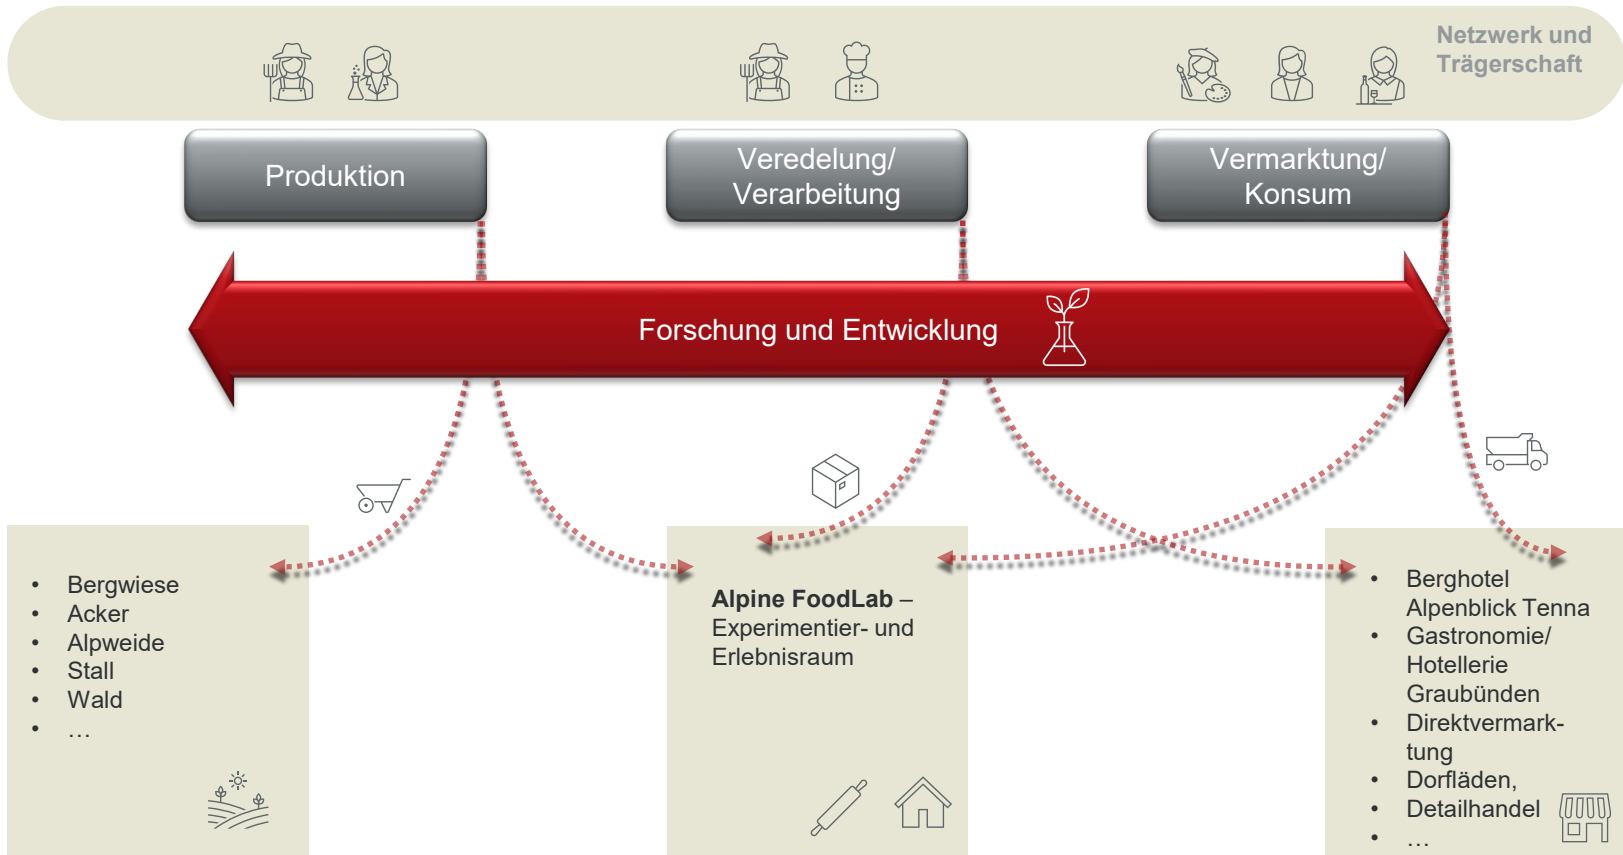 Netzwerk und
Trägerschaft
Produktion
Veredelung/
Verarbeitung
Vermarktung/
Konsum
Forschung und Entwicklung
• Bergwiese
• Acker
• Alpweide
• Stall
• Wald
• …
Alpine FoodLab –
Experimentier- und
Erlebnisraum
• Berghotel
Alpenblick Tenna
• Gastronomie/
Hotellerie
Graubünden
• Direktvermark-
tung
• Dorfläden,
• Detailhandel
• …